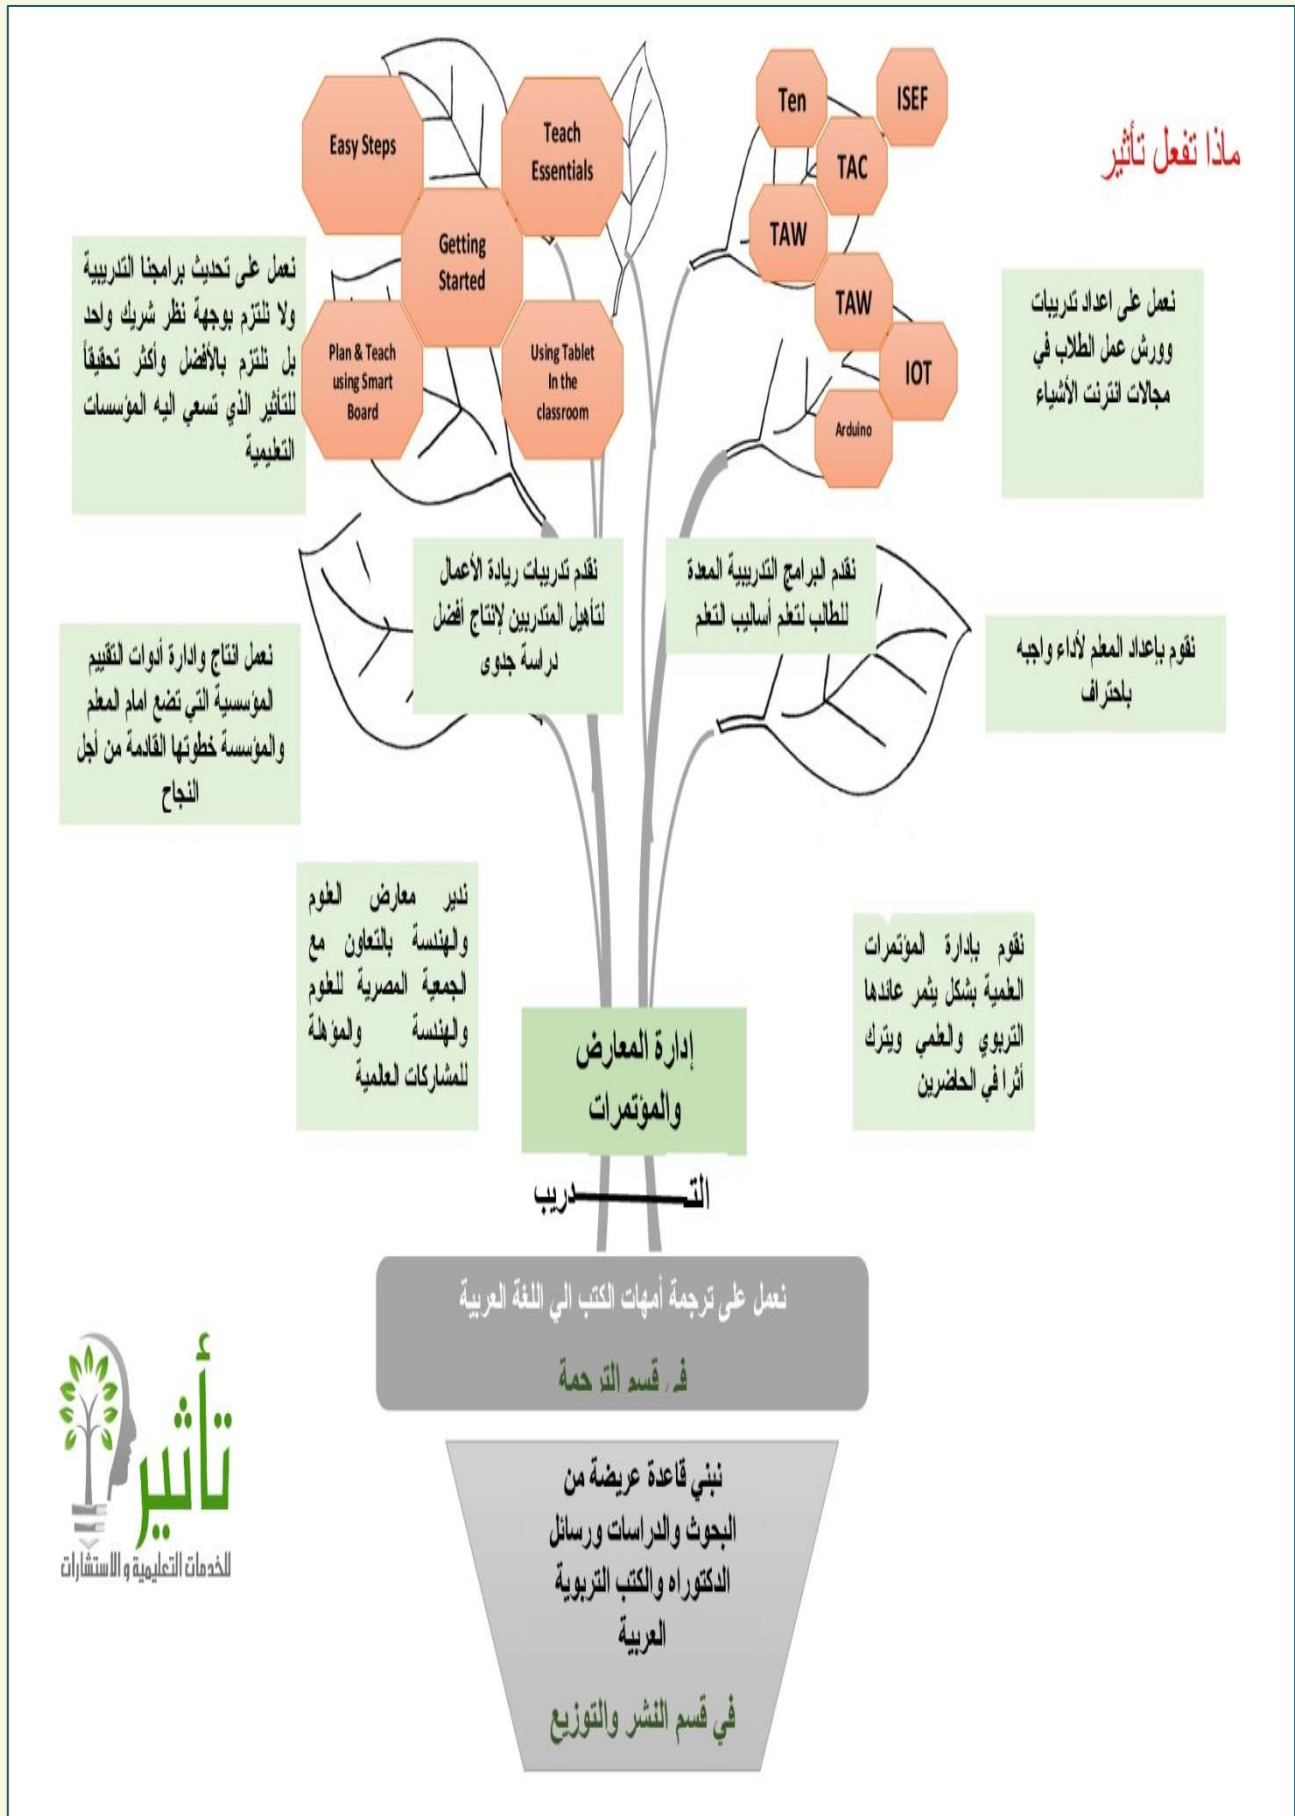 ماذا تفعل تأثير
Ten
ISEF
TAC
TAW
TAW
IOT
Arduino
Easy Steps
Teach
Essentials
Getting
Started
Plan & Teach
using Smart
Board
Using Tablet
In the
classroom
نعمل على اعداد تدريبات
وورش عمل الطلاب في
مجالات انترنت الأشياء
نعمل على تحديث برامجنا التدريبية
ولا نلتزم بوجهة نظر شريك واحد
بل نلتزم بالأفضل وأكثر تحقيقاً
للتأثير الذي تسعي اليه المؤسسات
التعليمية
نقدم البرامج التدريبية المعدة
للطالب لتعلم أساليب التعلم
نقدم تدريبات ريادة الأعمال
لتأهيل المتدربين لإنتاج أفضل
دراسة جدوى
نقوم بإعداد المعلم لأداء واجبه
باحتراف
نعمل انتاج وادارة أدوات التقييم
المؤسسية التي تضع امام المعلم
والمؤسسة خطوتها القادمة من أجل
النجاح
نقوم بإدارة المؤتمرات
العلمية بشكل يثمر عائدها
التربوي والعلمي ويترك
أثرا في الحاضرين
ندير معارض العلوم
والهندسة بالتعاون مع
الجمعية المصرية للعلوم
والهندسة والمؤهلة
للمشاركات العالمية
إدارة المعارض
والمؤتمرات
التـــــدريب
نعمل على ترجمة أمهات الكتب الي اللغة العربية
في قسم الترجمة
نبني قاعدة عريضة من
البحوث والدراسات ورسائل
الدكتوراه والكتب التربوية
العربية
في قسم النشر والتوزيع
تأثير
للخدمات التعليمية و الاستشارات